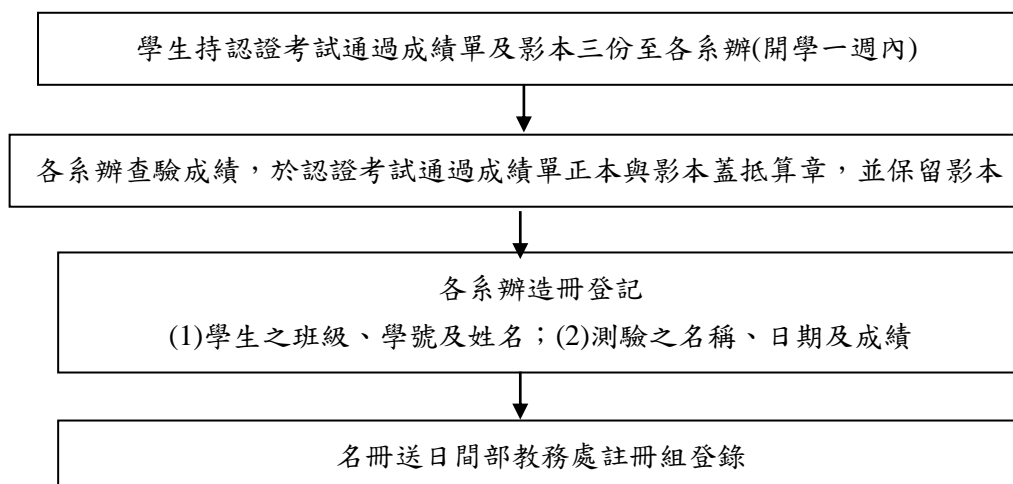 學生持認證考試通過成績單及影本三份至各系辦(開學一週內)
各系辦查驗成績，於認證考試通過成績單正本與影本蓋抵算章，並保留影本
各系辦造冊登記
(1)學生之班級、學號及姓名；(2)測驗之名稱、日期及成績
名冊送日間部教務處註冊組登錄